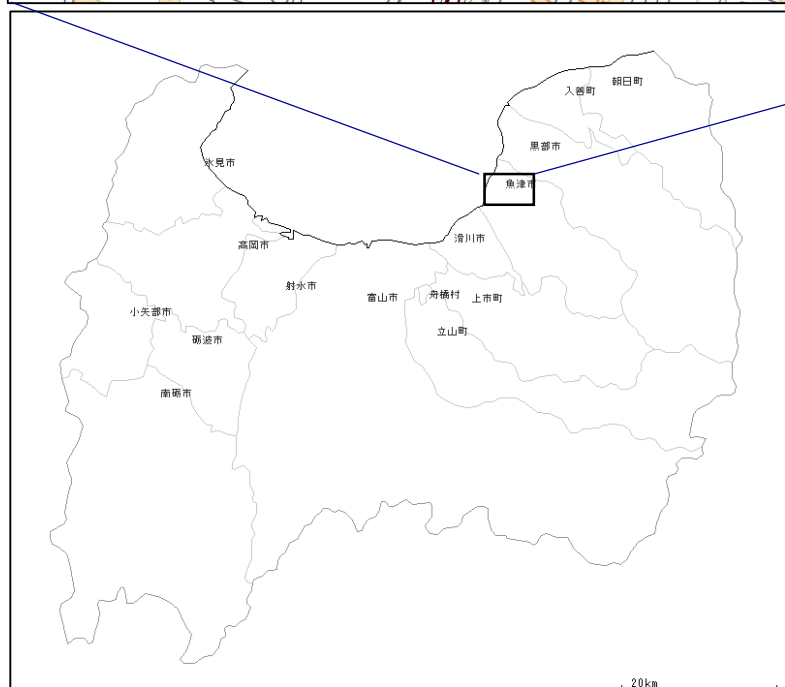 朝日町
入善町
黒部市
氷見市
魚津市
滑川市
高岡市
射水市
富山市
舟橋村
上市町
小矢部市
立山町
砺波市
南砺市
20km